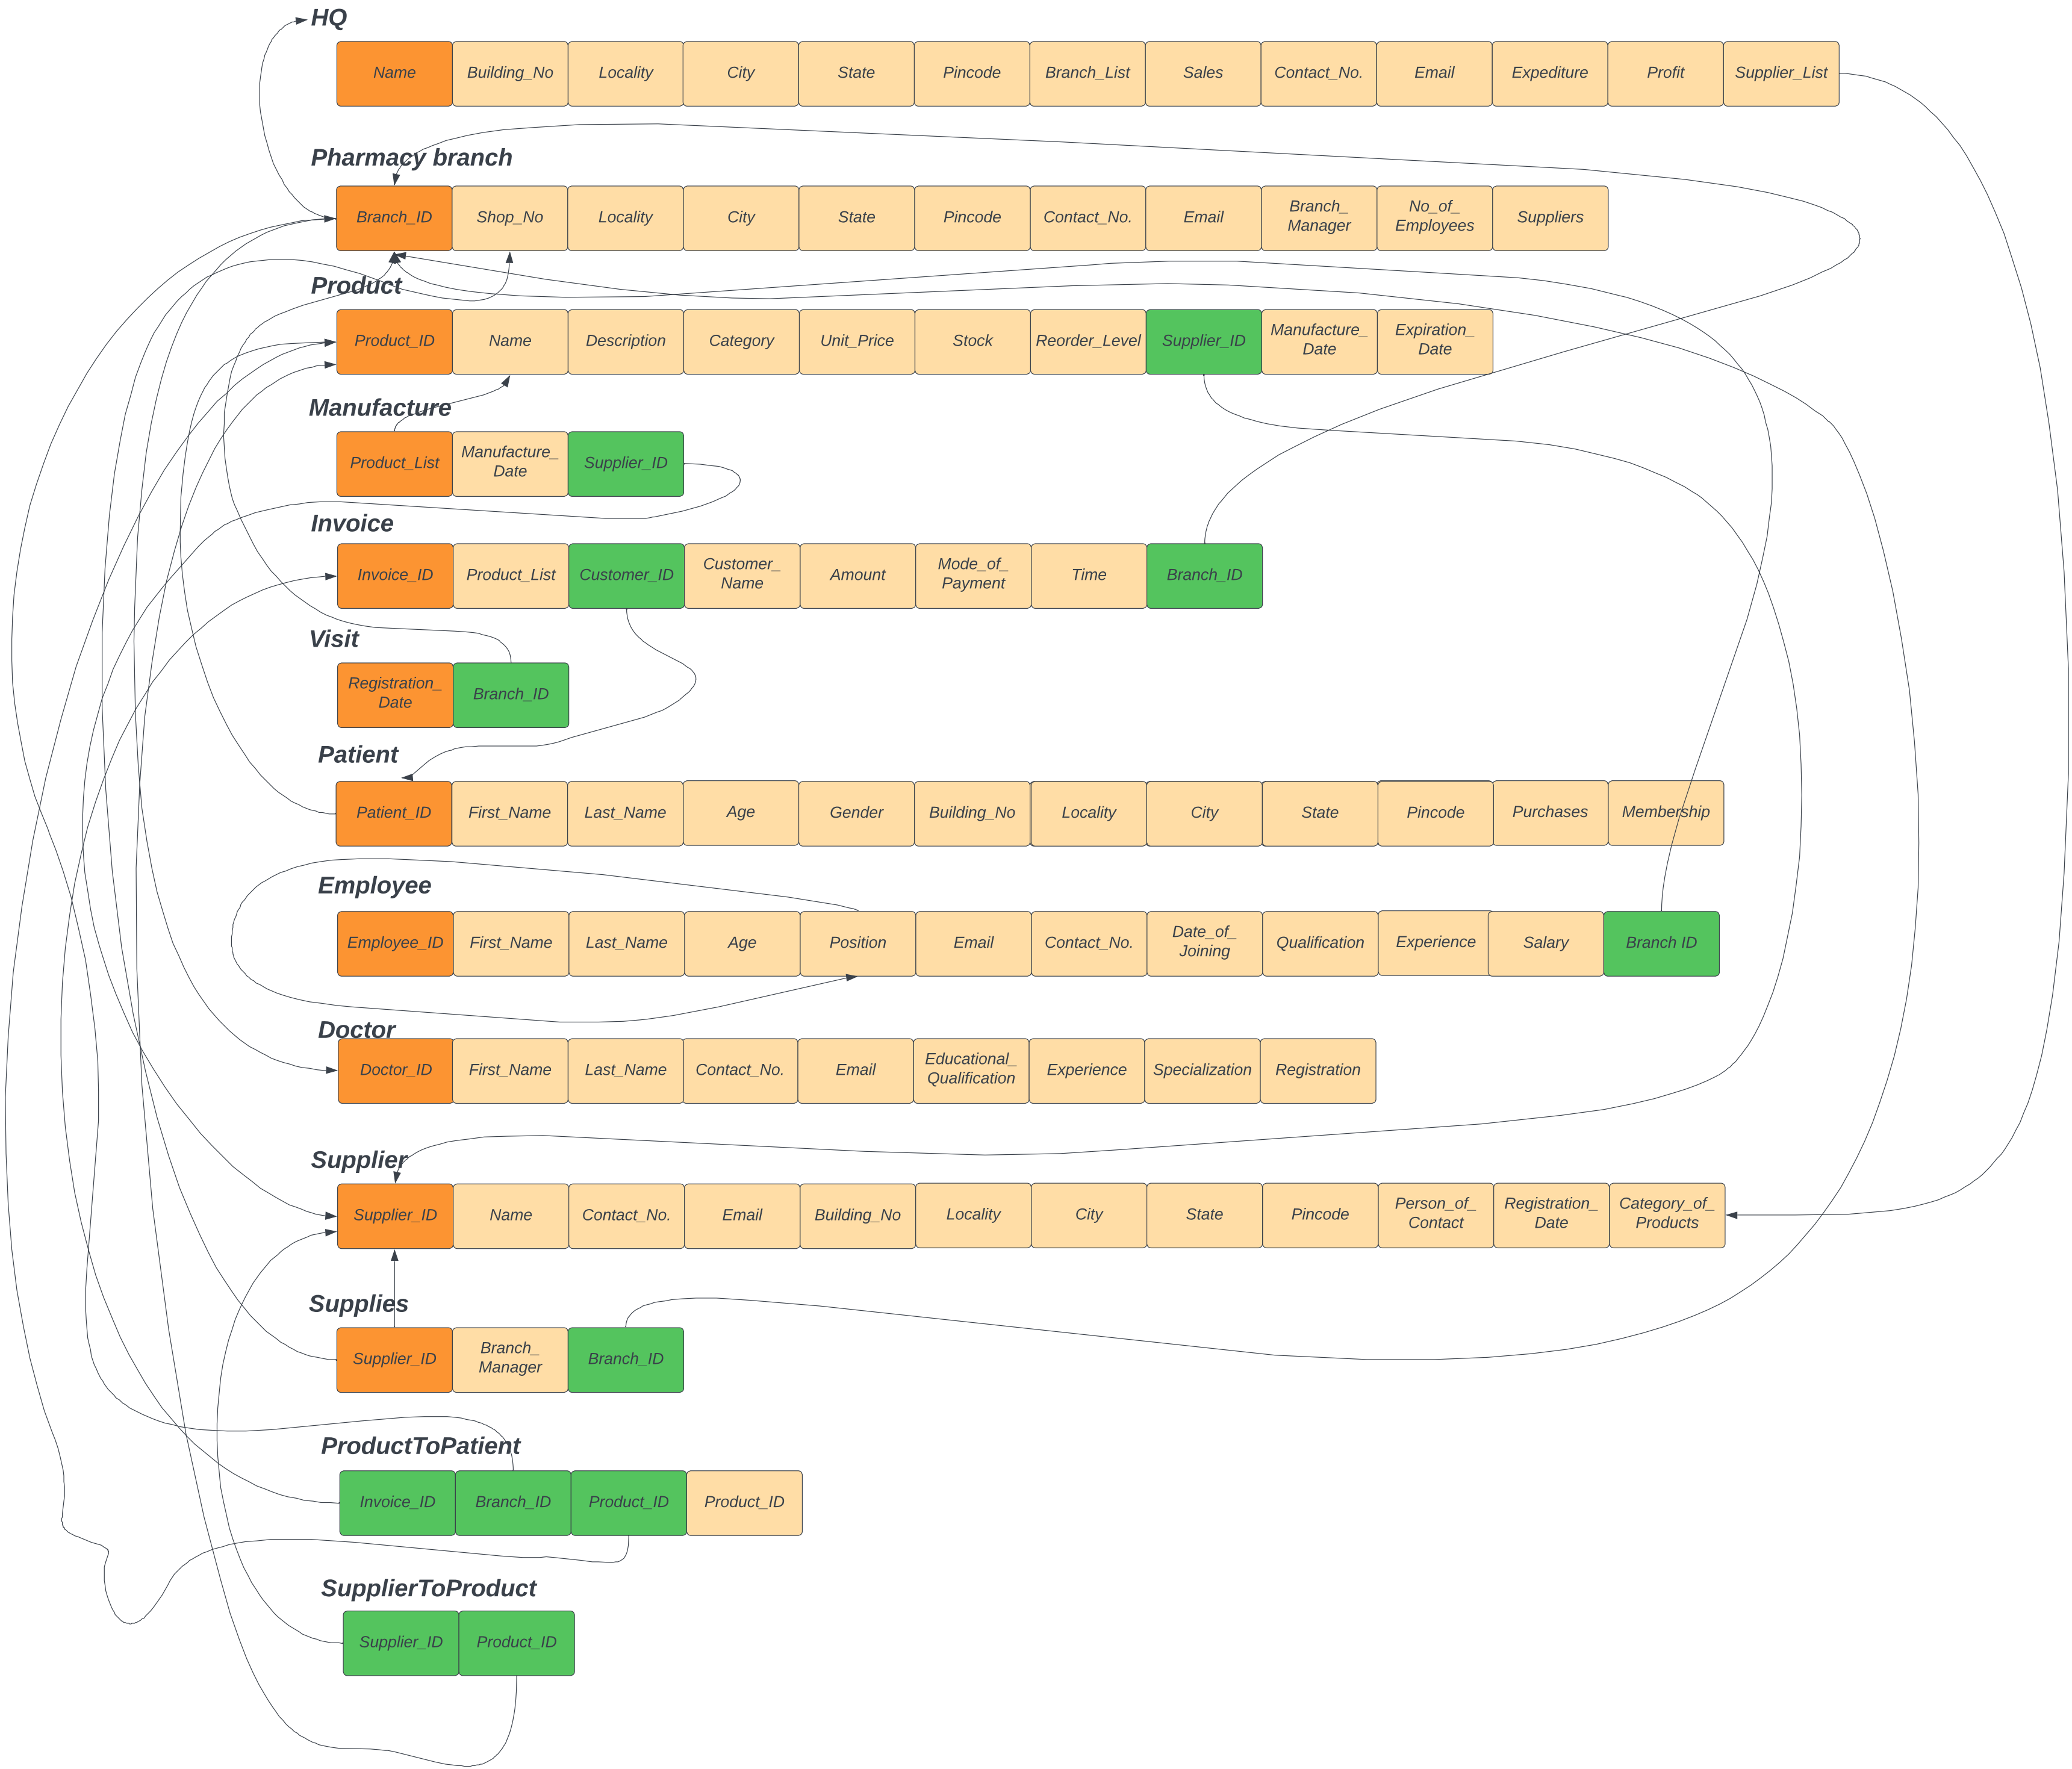 HQ
Name Building_No Locality City State Pincode Branch_List Sales Contact_No. Email Expediture Profit Supplier_List
Pharmacy branch
Branch_ID Shop_No Locality City State Pincode Contact_No. Email Branch_ Manager No_of_ Employees Suppliers
Product
Product_ID Name Description Category Unit_Price Stock Reorder_Level Supplier_ID Manufacture_ Date Expiration_ Date
Manufacture
Product_List Manufacture_ Date Supplier_ID
Invoice
Invoice_ID Product_List Customer_ID Customer_ Name Amount Mode_of_ Payment Time Branch_ID
Visit
Registration_ Date Branch_ID
Patient
Patient_ID First_Name Last_Name Age Gender Building_No Locality City State Pincode Purchases Membership
Employee
Employee_ID First_Name Last_Name Age Position Email Contact_No. Date_of_ Joining Qualification Experience Salary Branch ID
Doctor
Doctor_ID First_Name Last_Name Contact_No. Email Educational_ Qualification Experience Specialization Registration
Supplier
Supplier_ID Name Contact_No. Email Building_No Locality City State Pincode Person_of_ Contact Registration_ Date Category_of_ Products
Supplies
Supplier_ID Branch_ Manager Branch_ID
ProductToPatient
Invoice_ID Branch_ID Product_ID Product_ID
SupplierToProduct
Supplier_ID Product_ID